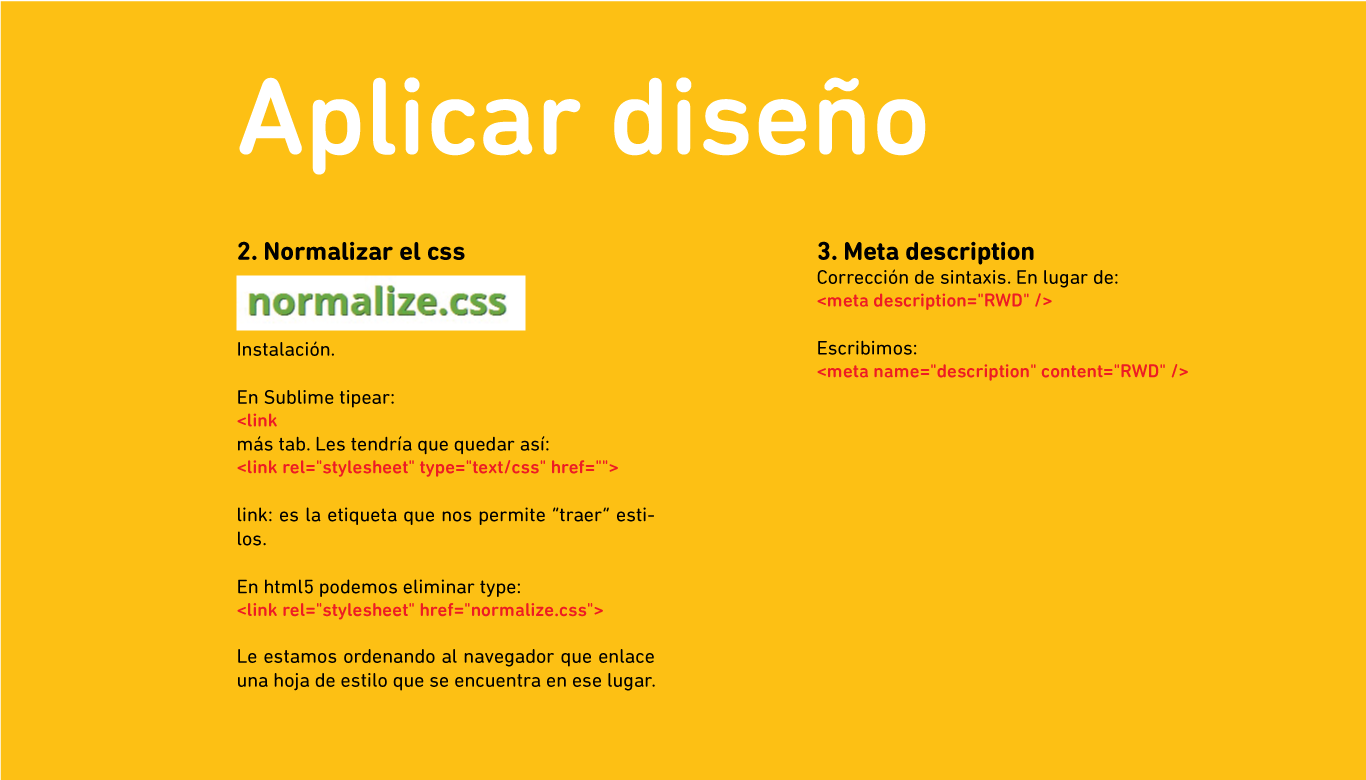 Aplicar diseño
2. Normalizar el css
normalize.css
Instalación.
En Sublime tipear:
<link
más tab. Les tendría que quedar así:
<link rel="stylesheet" type="text/css" href="">
link: es la etiqueta que nos permite “traer“ esti-
los.
En html5 podemos eliminar type:
<link rel="stylesheet" href="normalize.css">
Le estamos ordenando al navegador que enlace
una hoja de estilo que se encuentra en ese lugar.
3. Meta description
Corrección de sintaxis. En lugar de:
<meta description="RWD" />
Escribimos:
<meta name="description" content="RWD" />